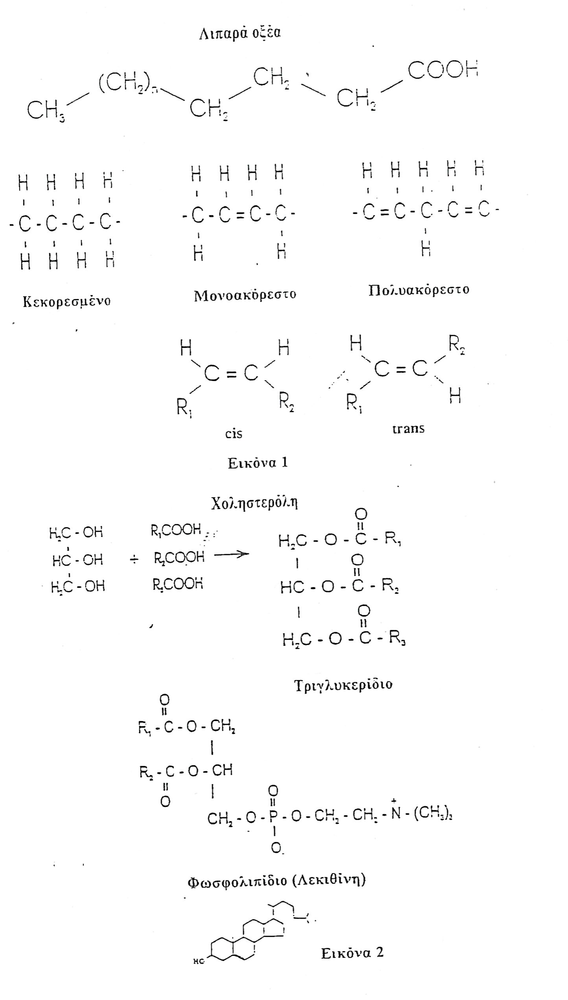 Λιπαρά οξέα
CH₃ (CH₂)ₙ CH₂ CH₂ CH₂ COOH
H H H H
- C - C - C - C -
H H H H
Κεκορεσμένο
H H H H
- C - C = C - C -
H H
Μονοακόρεστο
H H H H H
- C = C - C - C = C -
H
Πολυακόρεστο
H H
C = C
R₁ R₂
cis
H R₂
C = C
R₁ H
trans
Εικόνα 1
Χοληστερόλη
H₂C - OH
HC - OH
H₂C - OH
+
R₁COOH
R₂COOH
R₃COOH
→
O
H₂C - O - C - R₁
O
HC - O - C - R₂
O
H₂C - O - C - R₃
Τριγλυκερίδιο
O
R₁ - C - O - CH₂
R₂ - C - O - CH
O
O
CH₂ - O - P - O - CH₂ - CH₂ - N⁺ - (CH₃)₃
O
Φωσφολιπίδιο (Λεκιθίνη)
HO
Εικόνα 2